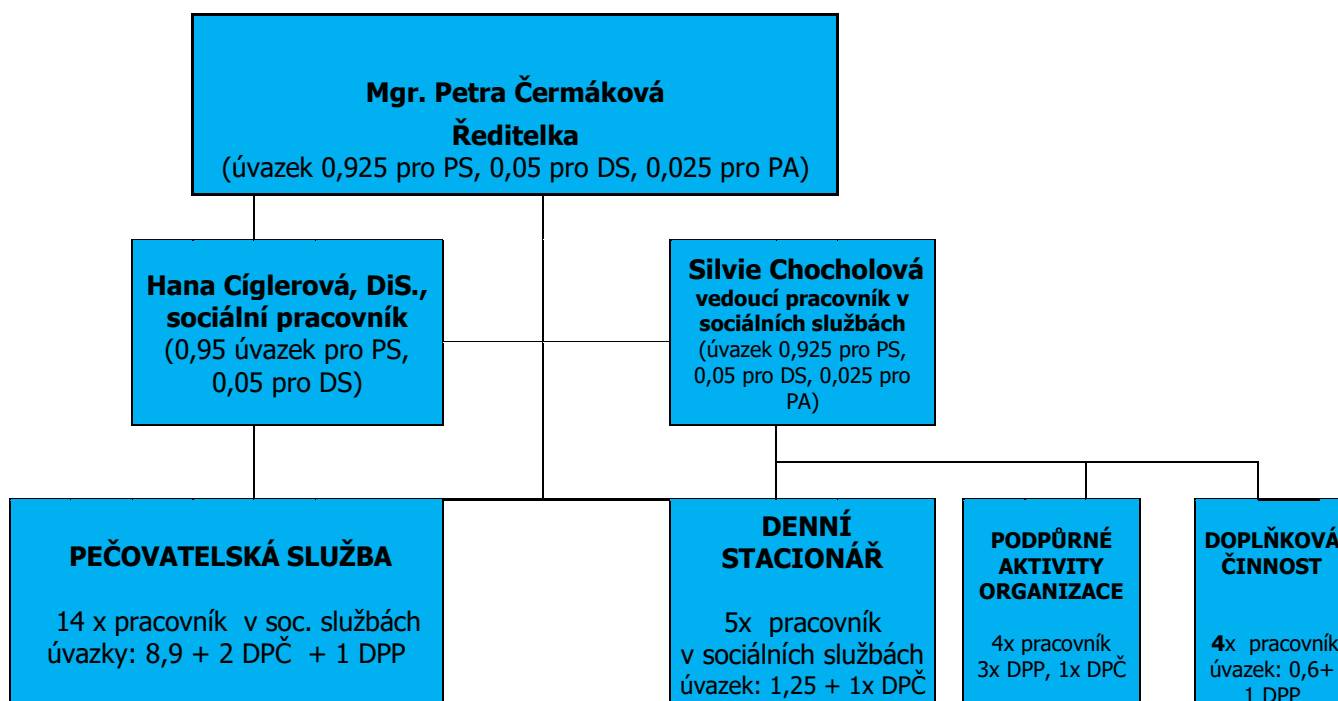 Mgr. Petra Čermáková
Ředitelka
(úvazek 0,925 pro PS, 0,05 pro DS, 0,025 pro PA)
Hana Cíglerová, DiS.,
sociální pracovník
(0,95 úvazek pro PS,
0,05 pro DS)
Silvie Chocholová
vedoucí pracovník v
sociálních službách
(úvazek 0,925 pro PS,
0,05 pro DS, 0,025 pro
PA)
PEČOVATELSKÁ SLUŽBA
14 x pracovník v soc. službách
úvazky: 8,9 + 2 DPČ + 1 DPP
DENNÍ
STACIONÁŘ
5x pracovník
v sociálních službách
úvazek: 1,25 + 1x DPČ
PODPŮRNÉ
AKTIVITY
ORGANIZACE
4x pracovník
3x DPP, 1x DPČ
DOPLŇKOVÁ
ČINNOST
4x pracovník
úvazek: 0,6+
1 DPP